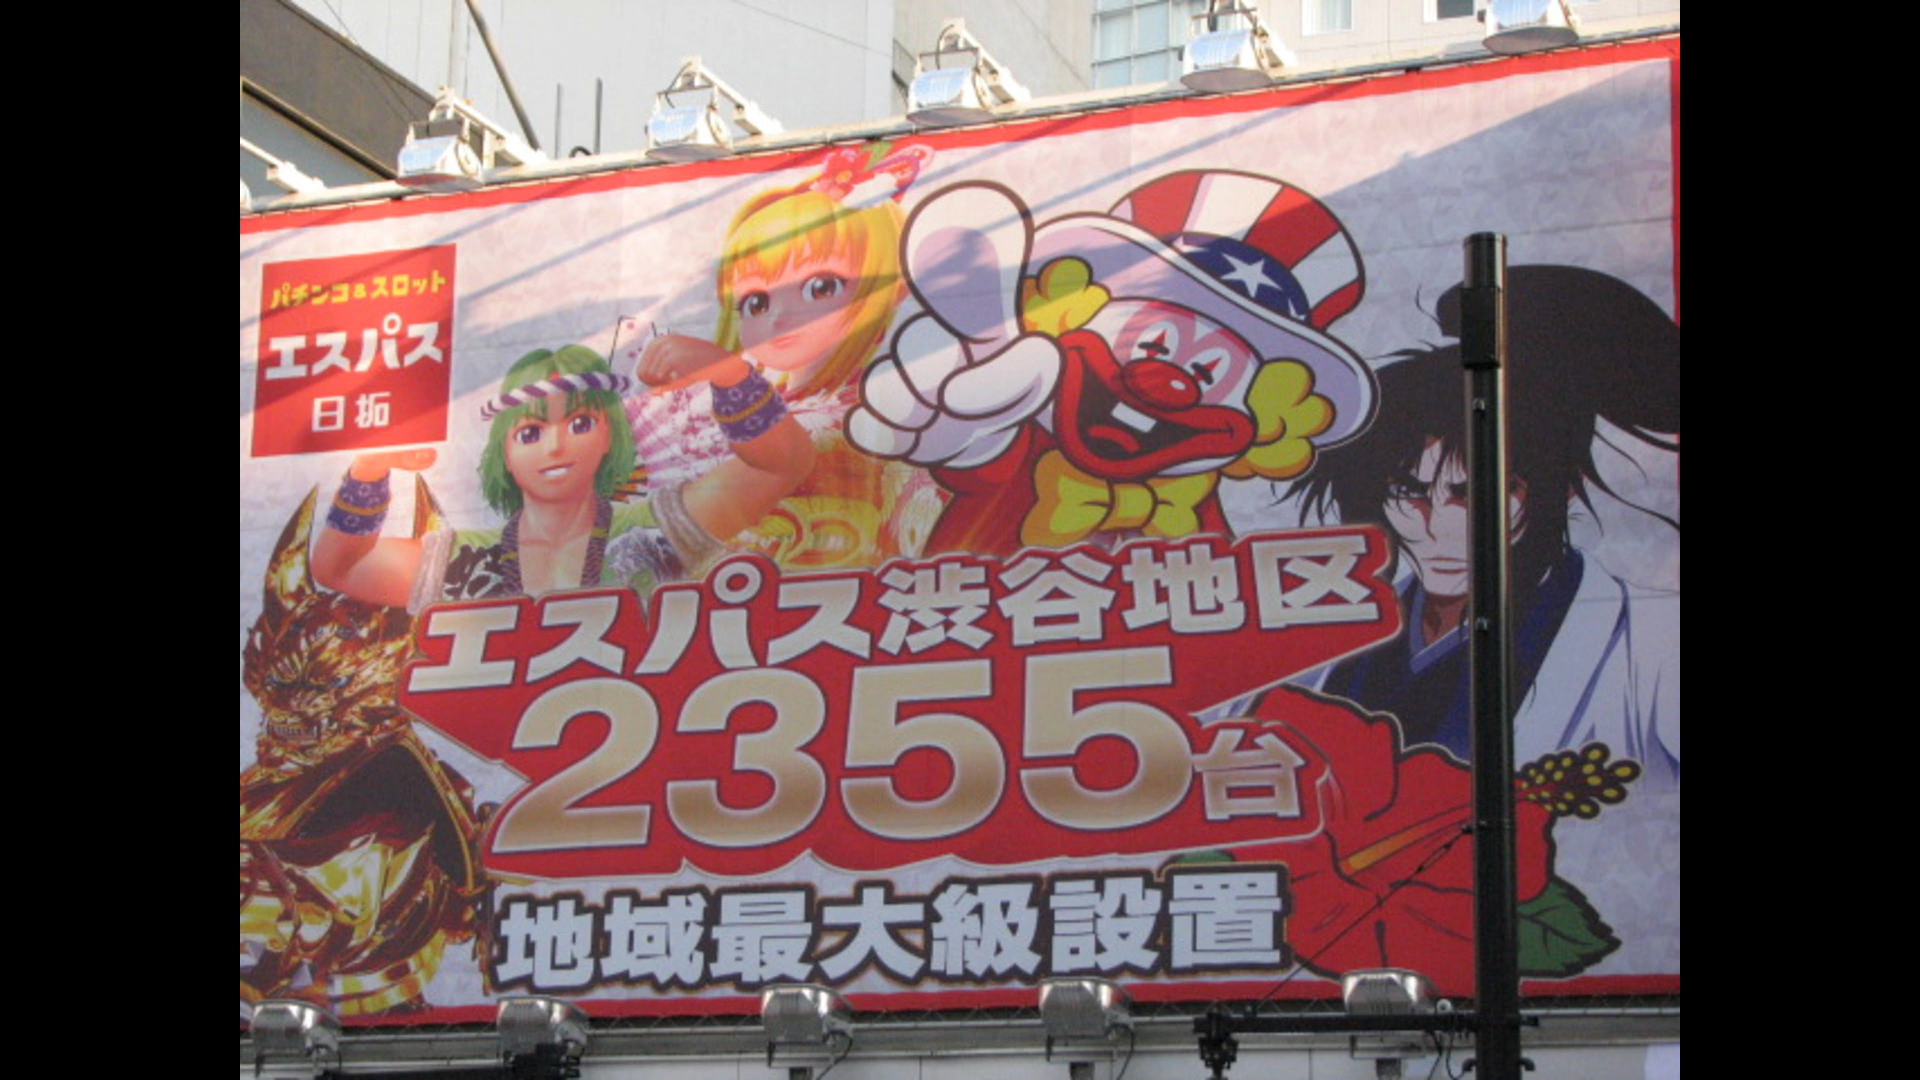 パチンコ&スロット
エスパス
日拓
エスパス渋谷地区
2355台
地域最大級設置